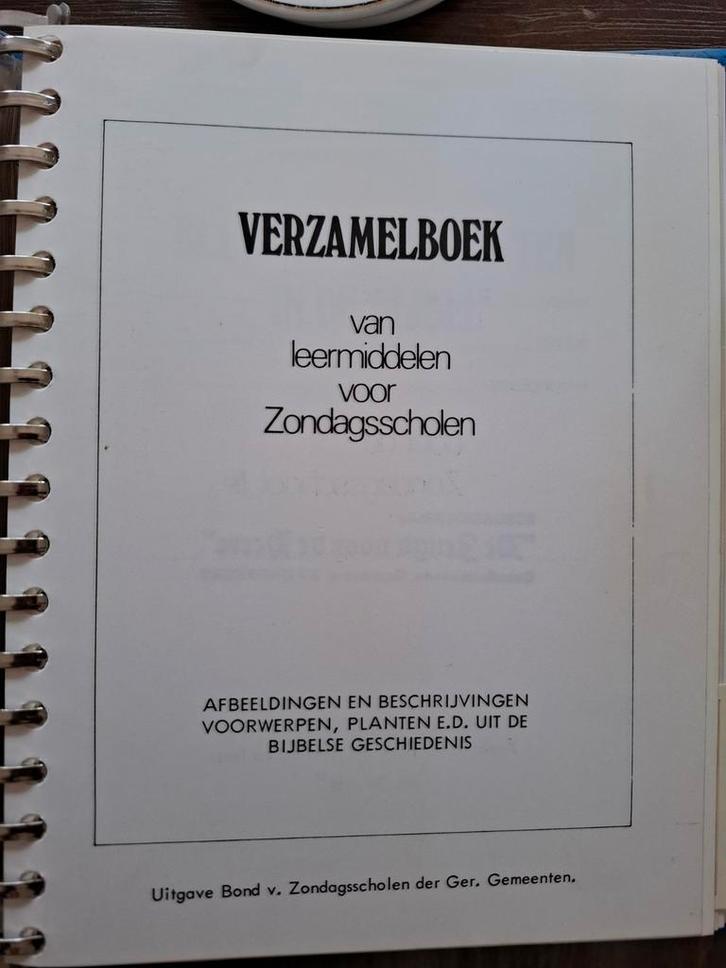 VERZAMELBOEK
van
leermiddelen
voor
Zondagsscholen
AFBEELDINGEN EN BESCHRIJVINGEN
VOORWERPEN, PLANTEN E.D. UIT DE
BIJBELSE GESCHIEDENIS
Uitgave Bond v. Zondagsscholen der Ger. Gemeenten.